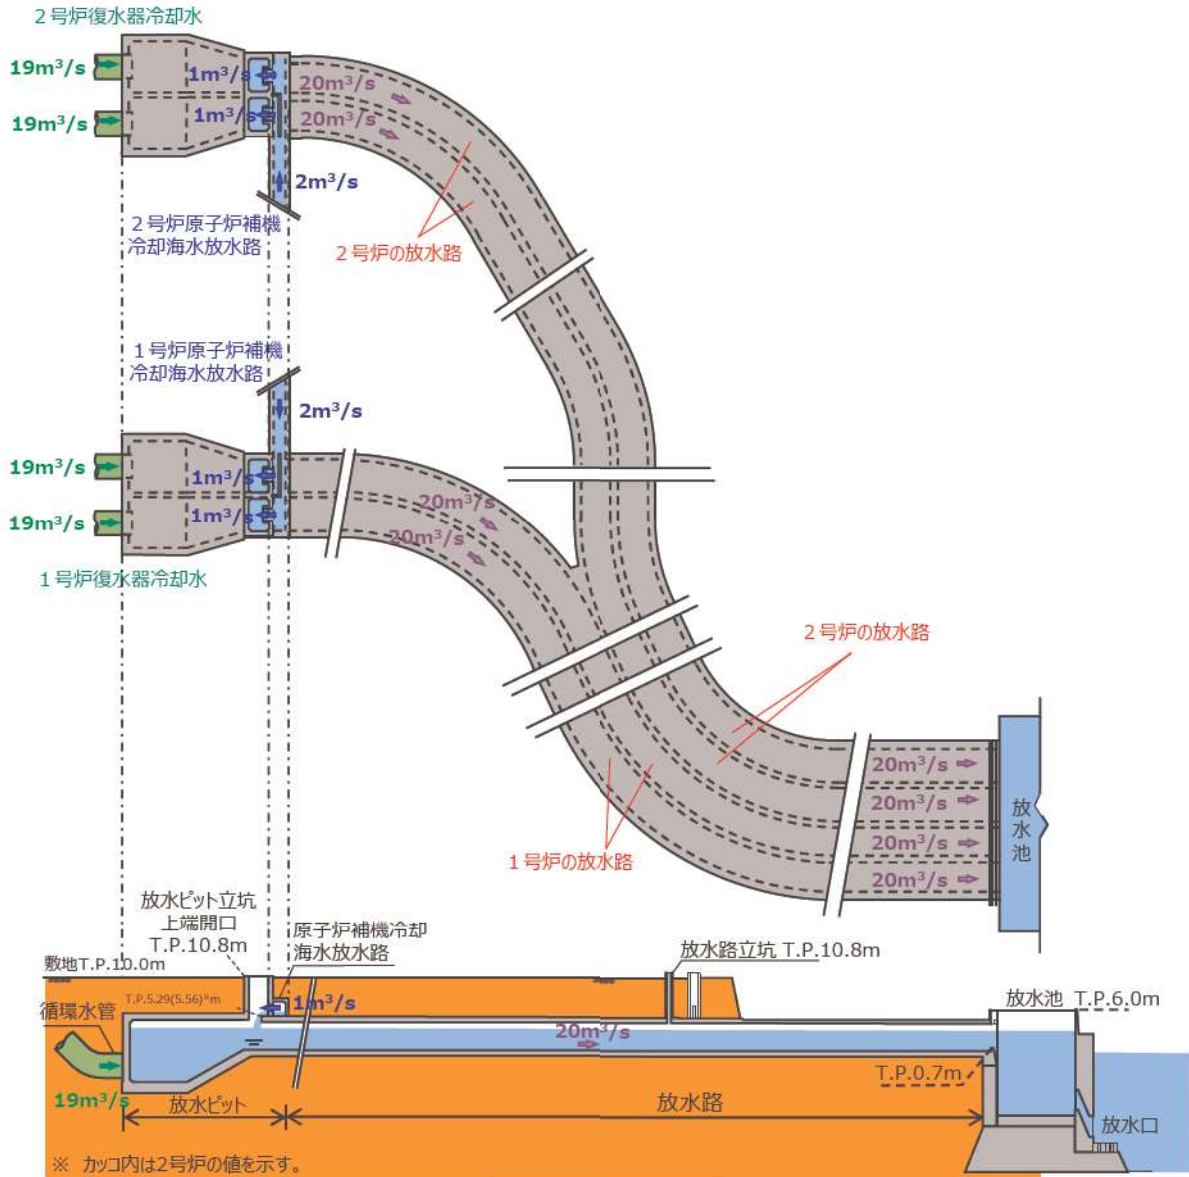 2号炉復水器冷却水
19m³/s
1m³/s
20m³/s
19m³/s
1m³/s
20m³/s
2m³/s
2号炉原子炉補機
冷却海水放水路
2号炉の放水路
1号炉原子炉補機
冷却海水放水路
2m³/s
19m³/s
1m³/s
20m³/s
19m³/s
1m³/s
20m³/s
1号炉復水器冷却水
2号炉の放水路
1号炉の放水路
20m³/s
20m³/s
20m³/s
20m³/s
放水池
放水ピット立坑
上端開口
T.P.10.8m
原子炉補機冷却
海水放水路
放水路立坑 T.P.10.8m
敷地T.P.10.0m
T.P.5.29(5.56)※m
1m³/s
放水池 T.P.6.0m
循環水管
20m³/s
T.P.0.7m
19m³/s
放水ピット
放水路
放水口
※ カッコ内は2号炉の値を示す。